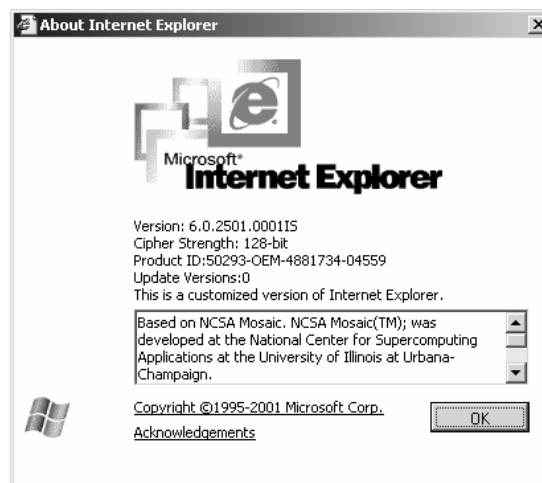 About Internet Explorer
Microsoft®
Internet Explorer
Version: 6.0.2501.0001IS
Cipher Strength: 128-bit
Product ID:50293-OEM-4881734-04559
Update Versions:0
This is a customized version of Internet Explorer.
Based on NCSA Mosaic. NCSA Mosaic(TM); was
developed at the National Center for Supercomputing
Applications at the University of Illinois at Urbana-
Champaign.
Copyright ©1995-2001 Microsoft Corp.
OK
Acknowledgements